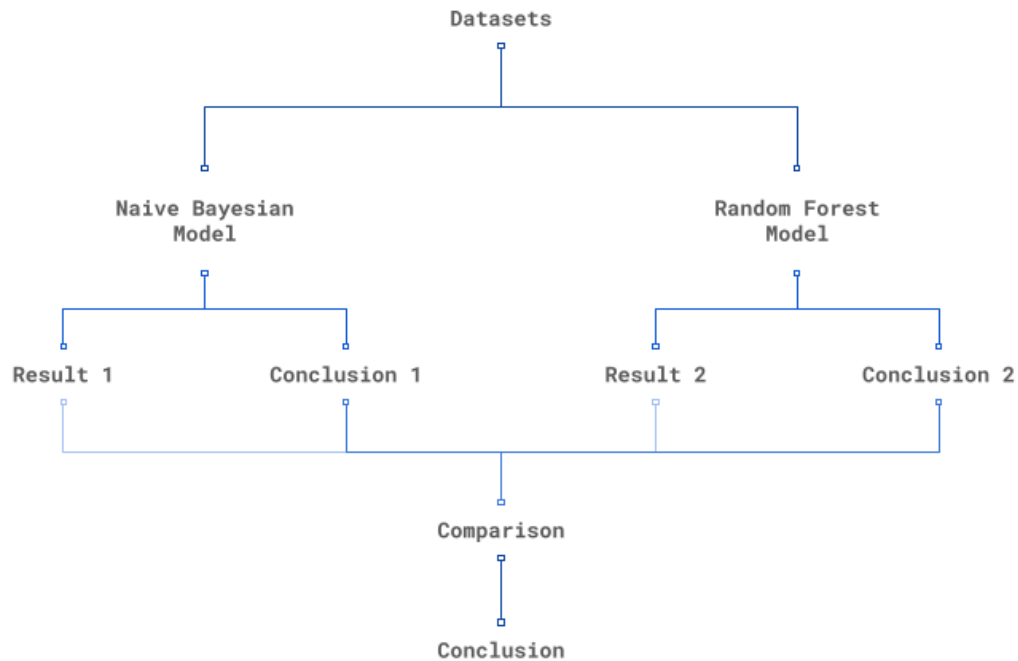 Datasets
Naive Bayesian
Model
Random Forest
Model
Result 1
Conclusion 1
Result 2
Conclusion 2
Comparison
Conclusion